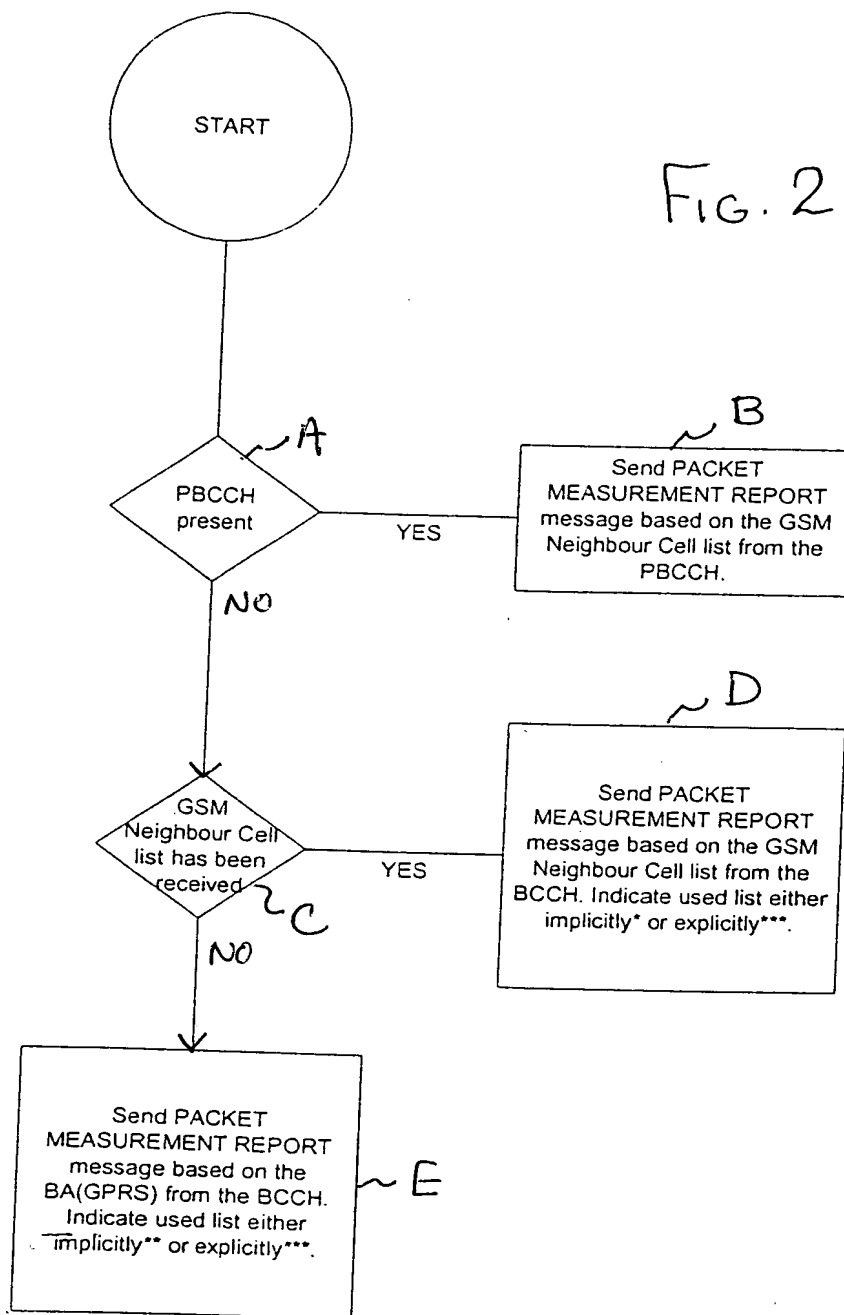 START
FIG. 2
A
PBCCH
present
YES
NO
B
Send PACKET
MEASUREMENT REPORT
message based on the GSM
Neighbour Cell list from the
PBCCH.
GSM
Neighbour Cell
list has been
received
C
YES
NO
D
Send PACKET
MEASUREMENT REPORT
message based on the GSM
Neighbour Cell list from the
BCCH. Indicate used list either
implicitly* or explicitly***.
Send PACKET
MEASUREMENT REPORT
message based on the
BA(GPRS) from the BCCH.
Indicate used list either
implicitly** or explicitly***.
E